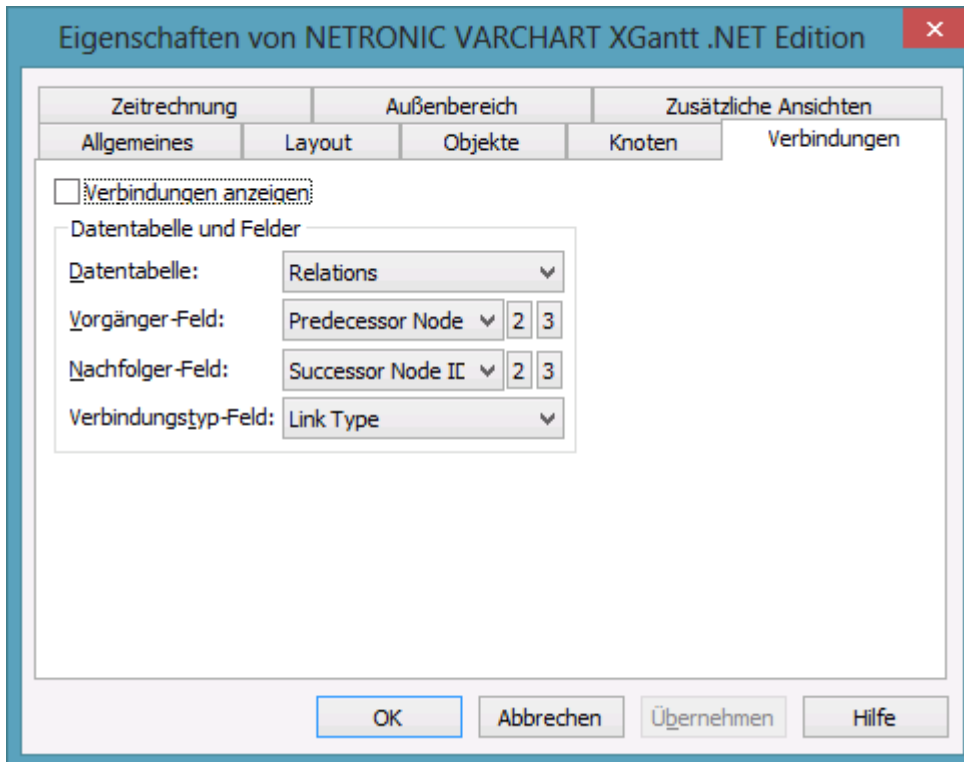 Eigenschaften von NETRONIC VARCHART XGantt .NET Edition
Zeitrechnung Außenbereich Zusätzliche Ansichten
Allgemeines Layout Objekte Knoten Verbindungen
Verbindungen anzeigen
Datentabelle und Felder
Datentabelle: Relations
Vorgänger-Feld: Predecessor Node 2 3
Nachfolger-Feld: Successor Node ID 2 3
Verbindungstyp-Feld: Link Type
OK Abbrechen Übernehmen Hilfe